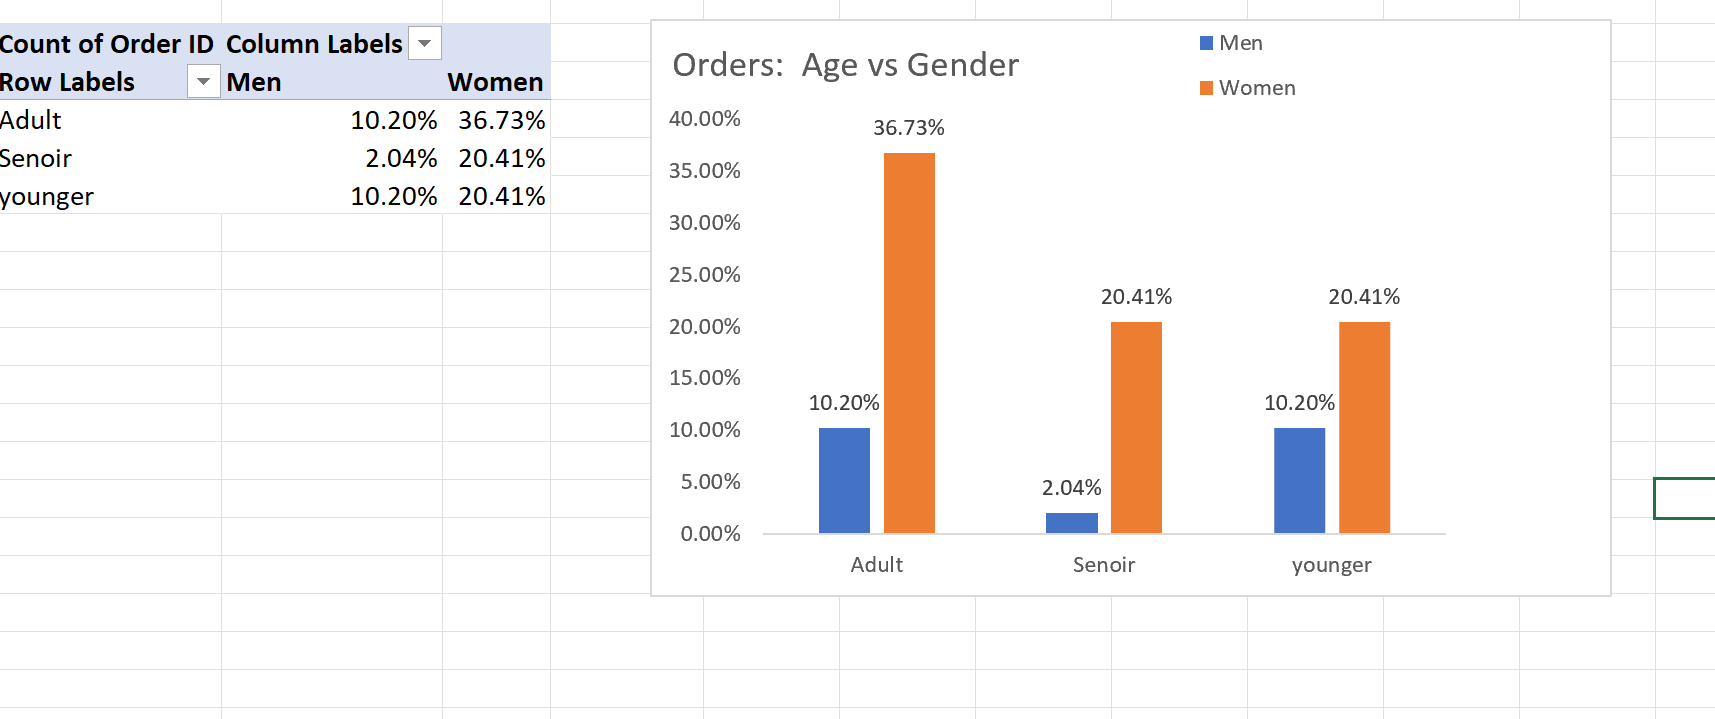 Count of Order ID Column Labels
Row Labels Men Women
Adult 10.20% 36.73%
Senoir 2.04% 20.41%
younger 10.20% 20.41%
Orders:  Age vs Gender
Men
Women
40.00%
35.00%
30.00%
25.00%
20.00%
15.00%
10.00%
5.00%
0.00%
36.73%
20.41%
20.41%
10.20%
10.20%
2.04%
Adult Senoir younger